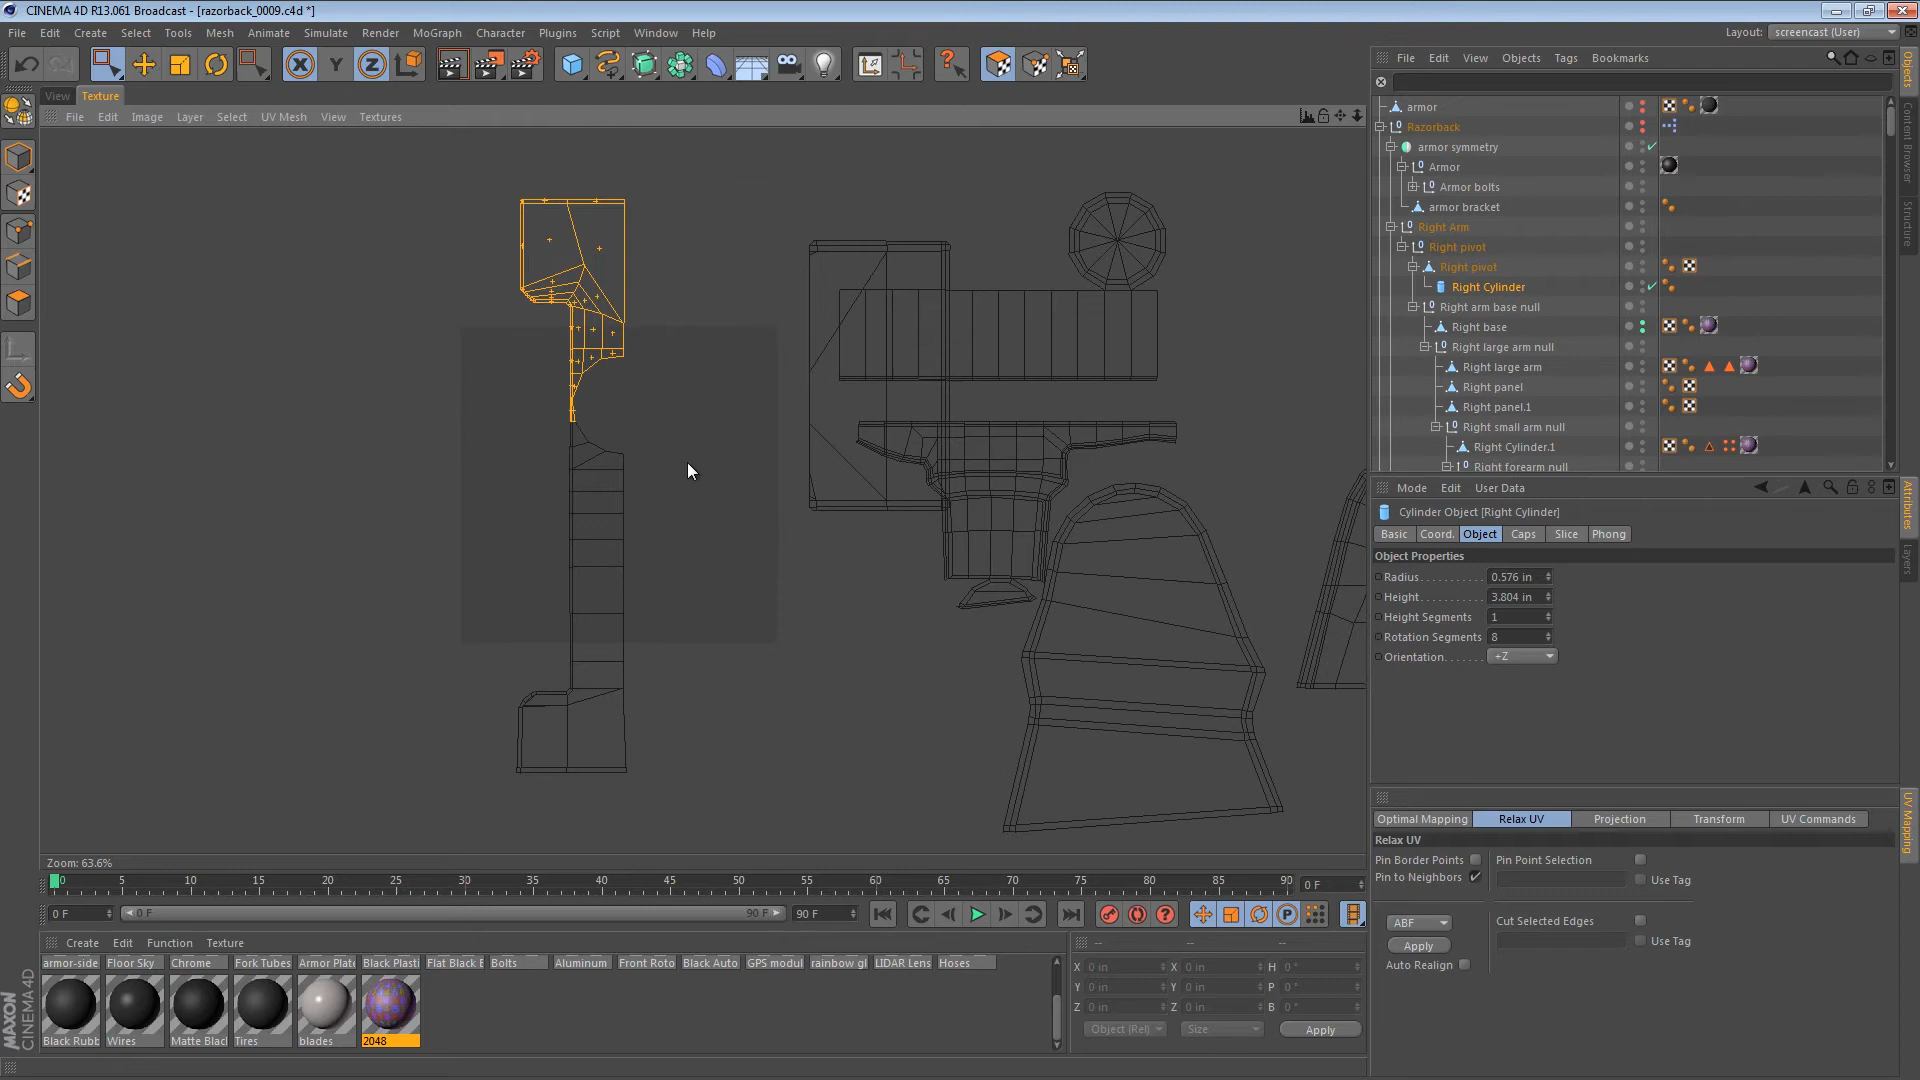 CINEMA 4D R13.061 Broadcast - [razorback_0009.c4d *]
File Edit Create Select Tools Mesh Animate Simulate Render MoGraph Character Plugins Script Window Help
Layout: screencast (User)
View Texture
File Edit Image Layer Select UV Mesh View Textures
Zoom: 63.6%
0 5 10 15 20 25 30 35 40 45 50 55 60 65 70 75 80 85 90 0 F
0 F 0 F 90 F 90 F
Create Edit Function Texture
armor-side Floor Sky Chrome Fork Tubes Armor Plate Black Plasti Flat Black E Bolts Aluminum Front Roto Black Auto GPS modul rainbow gl LIDAR Lens Hoses
Black Rubb Wires Matte Blac Tires blades 2048
MAXON CINEMA 4D
-- -- --
X 0 in X 0 in H 0 °
Y 0 in Y 0 in P 0 °
Z 0 in Z 0 in B 0 °
Object (Rel) Size Apply
File Edit View Objects Tags Bookmarks
armor
Razorback
armor symmetry
Armor
Armor bolts
armor bracket
Right Arm
Right pivot
Right pivot
Right Cylinder
Right arm base null
Right base
Right large arm null
Right large arm
Right panel
Right panel.1
Right small arm null
Right Cylinder.1
Right forearm null
Objects
Content Browser
Structure
Mode Edit User Data
Cylinder Object [Right Cylinder]
Basic Coord. Object Caps Slice Phong
Object Properties
Radius 0.576 in
Height 3.804 in
Height Segments 1
Rotation Segments 8
Orientation +Z
Attributes
Layers
Optimal Mapping Relax UV Projection Transform UV Commands
Relax UV
Pin Border Points Pin Point Selection
Pin to Neighbors Use Tag
ABF Cut Selected Edges
Apply Use Tag
Auto Realign
UV Mapping